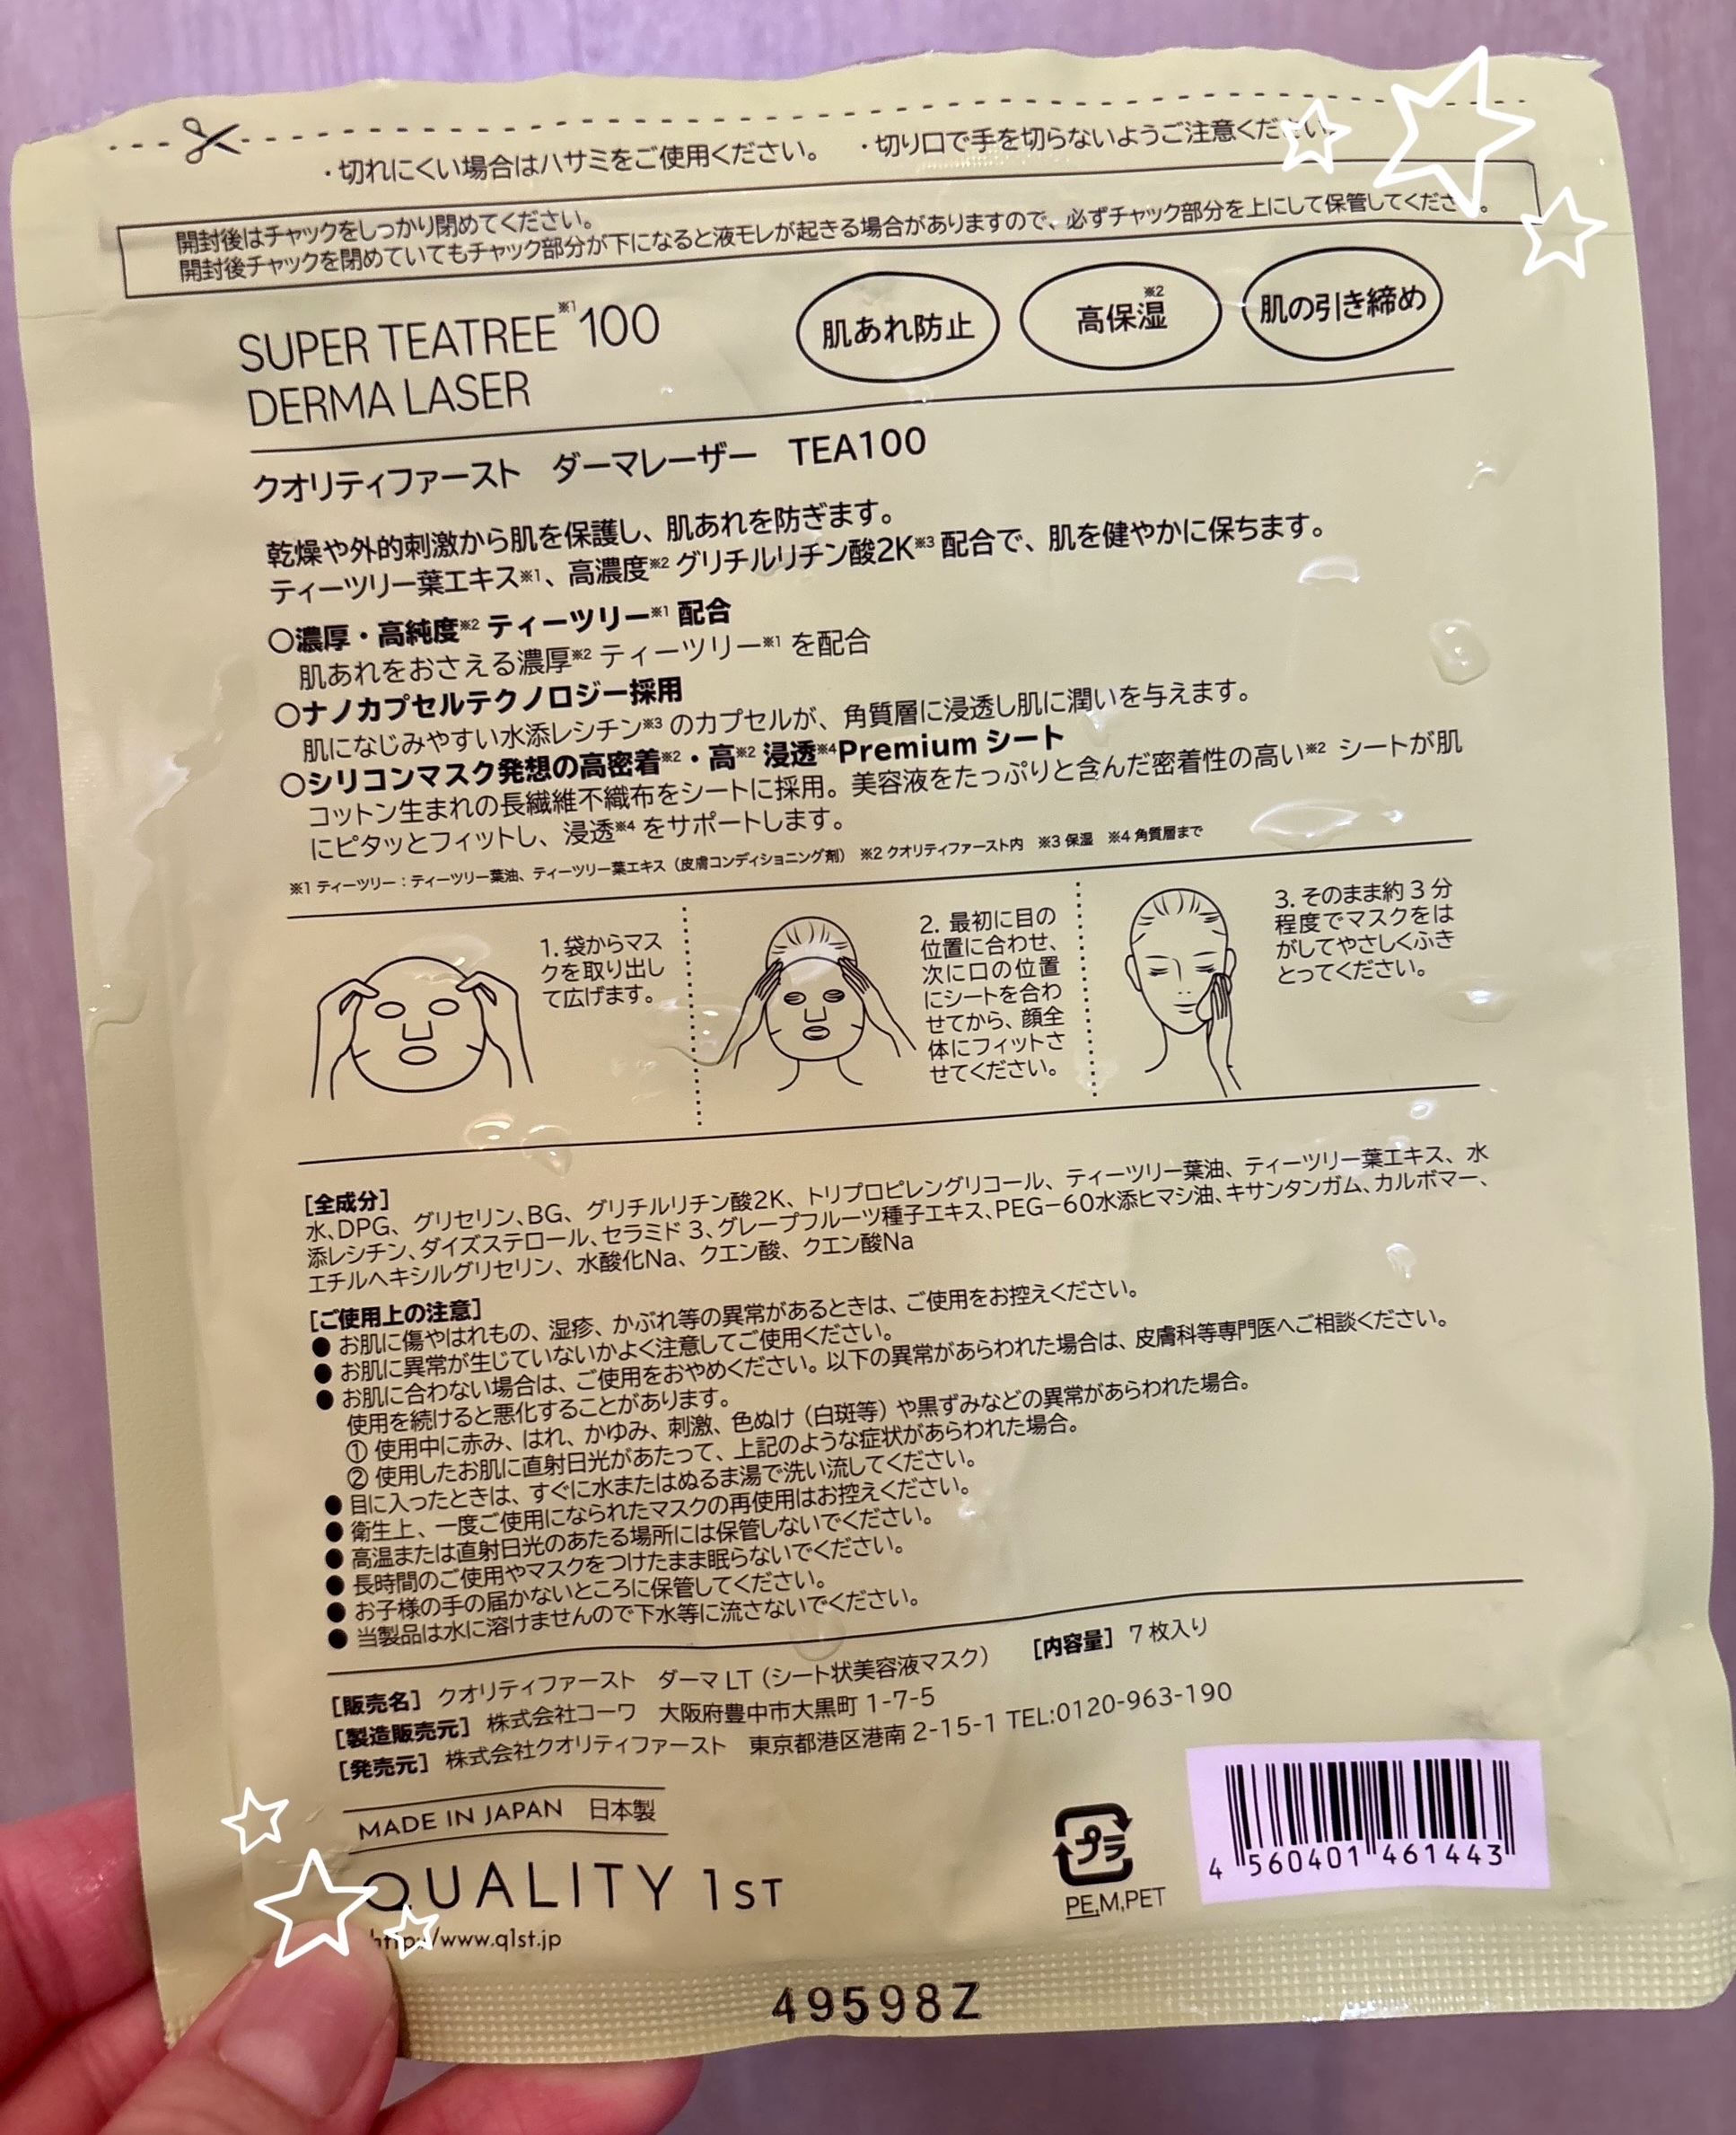 ・切れにくい場合はハサミをご使用ください。 ・切り口で手を切らないようご注意ください。
開封後はチャックをしっかり閉めてください。
開封後チャックを閉めていてもチャック部分が下になると液モレが起きる場合がありますので、必ずチャック部分を上にして保管してください。
SUPER TEATREE※1 100
DERMA LASER
肌あれ防止
高保湿※2
肌の引き締め
クオリティファースト ダーマレーザー TEA100
乾燥や外的刺激から肌を保護し、肌あれを防ぎます。
ティーツリー葉エキス※1、高濃度※2 グリチルリチン酸2K※3 配合で、肌を健やかに保ちます。
○濃厚・高純度※2 ティーツリー※1 配合
肌あれをおさえる濃厚※2 ティーツリー※1 を配合
○ナノカプセルテクノロジー採用
肌になじみやすい水添レシチン※3 のカプセルが、角質層に浸透し肌に潤いを与えます。
○シリコンマスク発想の高密着※2・高※2 浸透※4Premium シート
コットン生まれの長繊維不織布をシートに採用。美容液をたっぷりと含んだ密着性の高い※2 シートが肌
にピタッとフィットし、浸透※4 をサポートします。
※1 ティーツリー：ティーツリー葉油、ティーツリー葉エキス（皮膚コンディショニング剤） ※2 クオリティファースト内 ※3 保湿 ※4 角質層まで
1. 袋からマス
クを取り出し
て広げます。
2. 最初に目の
位置に合わせ、
次に口の位置
にシートを合わ
せてから、顔全
体にフィットさ
せてください。
3. そのまま約 3 分
程度でマスクをは
がしてやさしくふき
とってください。
［全成分］
水、DPG、グリセリン、BG、グリチルリチン酸2K、トリプロピレングリコール、ティーツリー葉油、ティーツリー葉エキス、水
添レシチン、ダイズステロール、セラミド 3、グレープフルーツ種子エキス、PEG-60水添ヒマシ油、キサンタンガム、カルボマー、
エチルヘキシルグリセリン、水酸化Na、クエン酸、クエン酸Na
［ご使用上の注意］
● お肌に傷やはれもの、湿疹、かぶれ等の異常があるときは、ご使用をお控えください。
● お肌に異常が生じていないかよく注意してご使用ください。
● お肌に合わない場合は、ご使用をおやめください。以下の異常があらわれた場合は、皮膚科等専門医へご相談ください。
使用を続けると悪化することがあります。
① 使用中に赤み、はれ、かゆみ、刺激、色ぬけ（白斑等）や黒ずみなどの異常があらわれた場合。
② 使用したお肌に直射日光があたって、上記のような症状があらわれた場合。
● 目に入ったときは、すぐに水またはぬるま湯で洗い流してください。
● 衛生上、一度ご使用になられたマスクの再使用はお控えください。
● 高温または直射日光のあたる場所には保管しないでください。
● 長時間のご使用やマスクをつけたまま眠らないでください。
● お子様の手の届かないところに保管してください。
● 当製品は水に溶けませんので下水等に流さないでください。
［販売名］ クオリティファースト ダーマ LT（シート状美容液マスク） ［内容量］ 7 枚入り
［製造販売元］ 株式会社コーワ 大阪府豊中市大黒町 1-7-5
［発売元］ 株式会社クオリティファースト 東京都港区港南 2-15-1 TEL:0120-963-190
MADE IN JAPAN 日本製
QUALITY 1ST
http://www.q1st.jp
プラ
PE,M,PET
4 560401 461443
49598Z